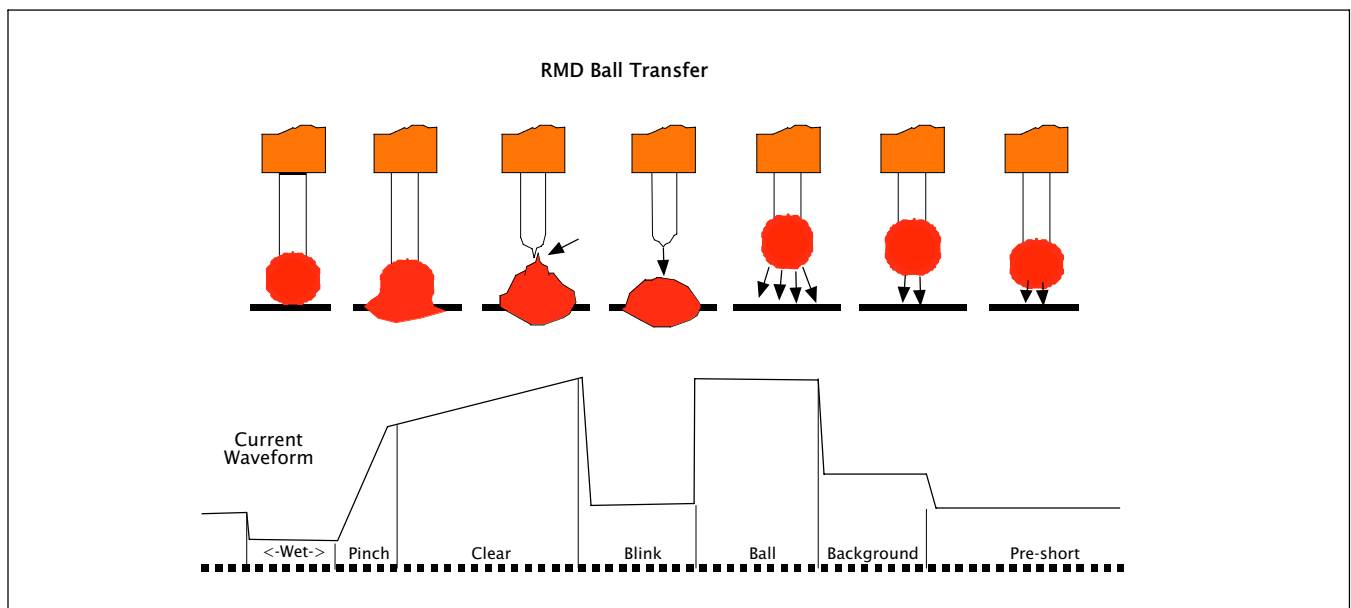 RMD Ball Transfer
Current
Waveform
<-Wet->
Pinch
Clear
Blink
Ball
Background
Pre-short